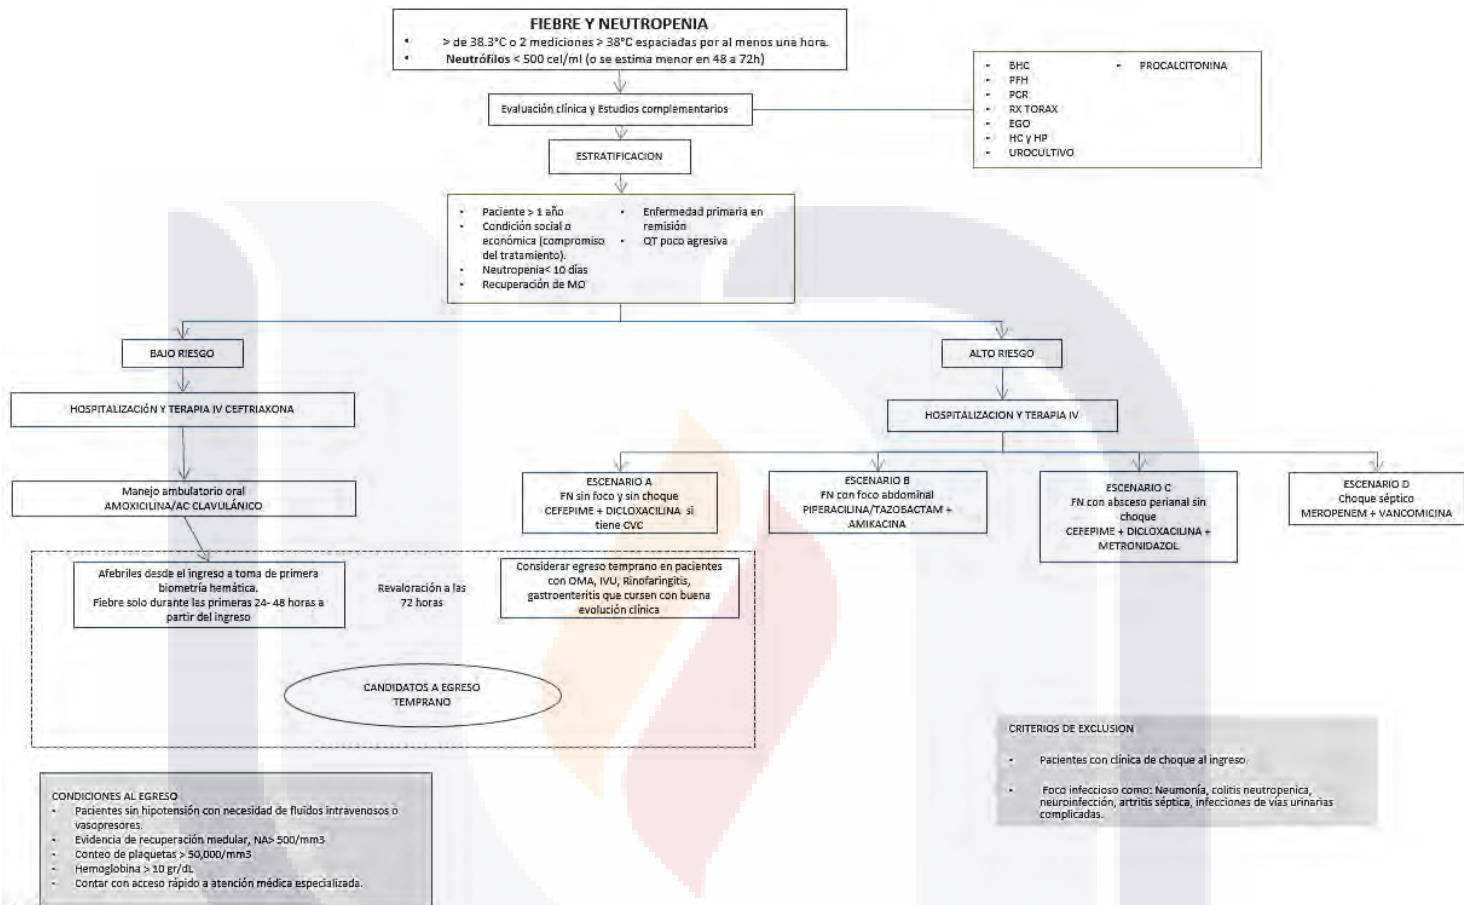 FIEBRE Y NEUTROPENIA
• > de 38.3°C o 2 mediciones > 38°C espaciadas por al menos una hora.
• Neutrófilos < 500 cel/ml (o se estima menor en 48 a 72h)
Evaluación clínica y Estudios complementarios
- BHC
- PFH
- PCR
- RX TORAX
- EGO
- HC y HP
- UROCULTIVO
• PROCALCITONINA
ESTRATIFICACION
• Paciente > 1 año
• Condición social o
económica (compromiso
del tratamiento).
• Neutropenia< 10 días
• Recuperación de MO
• Enfermedad primaria en
remisión
• QT poco agresiva
BAJO RIESGO
ALTO RIESGO
HOSPITALIZACIÓN Y TERAPIA IV CEFTRIAXONA
HOSPITALIZACION Y TERAPIA IV
Manejo ambulatorio oral
AMOXICILINA/AC CLAVULÁNICO
ESCENARIO A
FN sin foco y sin choque
CEFEPIME + DICLOXACILINA si
tiene CVC
ESCENARIO B
FN con foco abdominal
PIPERACILINA/TAZOBACTAM +
AMIKACINA
ESCENARIO C
FN con absceso perianal sin
choque
CEFEPIME + DICLOXACILINA +
METRONIDAZOL
ESCENARIO D
Choque séptico
MEROPENEM + VANCOMICINA
Afebriles desde el ingreso a toma de primera
biometría hemática.
Fiebre solo durante las primeras 24- 48 horas a
partir del ingreso
Revaloración a las
72 horas
Considerar egreso temprano en pacientes
con OMA, IVU, Rinofaringitis,
gastroenteritis que cursen con buena
evolución clínica
CANDIDATOS A EGRESO
TEMPRANO
CRITERIOS DE EXCLUSION
• Pacientes con clínica de choque al ingreso
• Foco infeccioso como: Neumonía, colitis neutropenica,
neuroinfección, artritis séptica, infecciones de vías urinarias
complicadas.
CONDICIONES AL EGRESO
• Pacientes sin hipotensión con necesidad de fluidos intravenosos o
vasopresores.
• Evidencia de recuperación medular, NA> 500/mm3
• Conteo de plaquetas > 50,000/mm3
• Hemoglobina > 10 gr/dL
• Contar con acceso rápido a atención médica especializada.